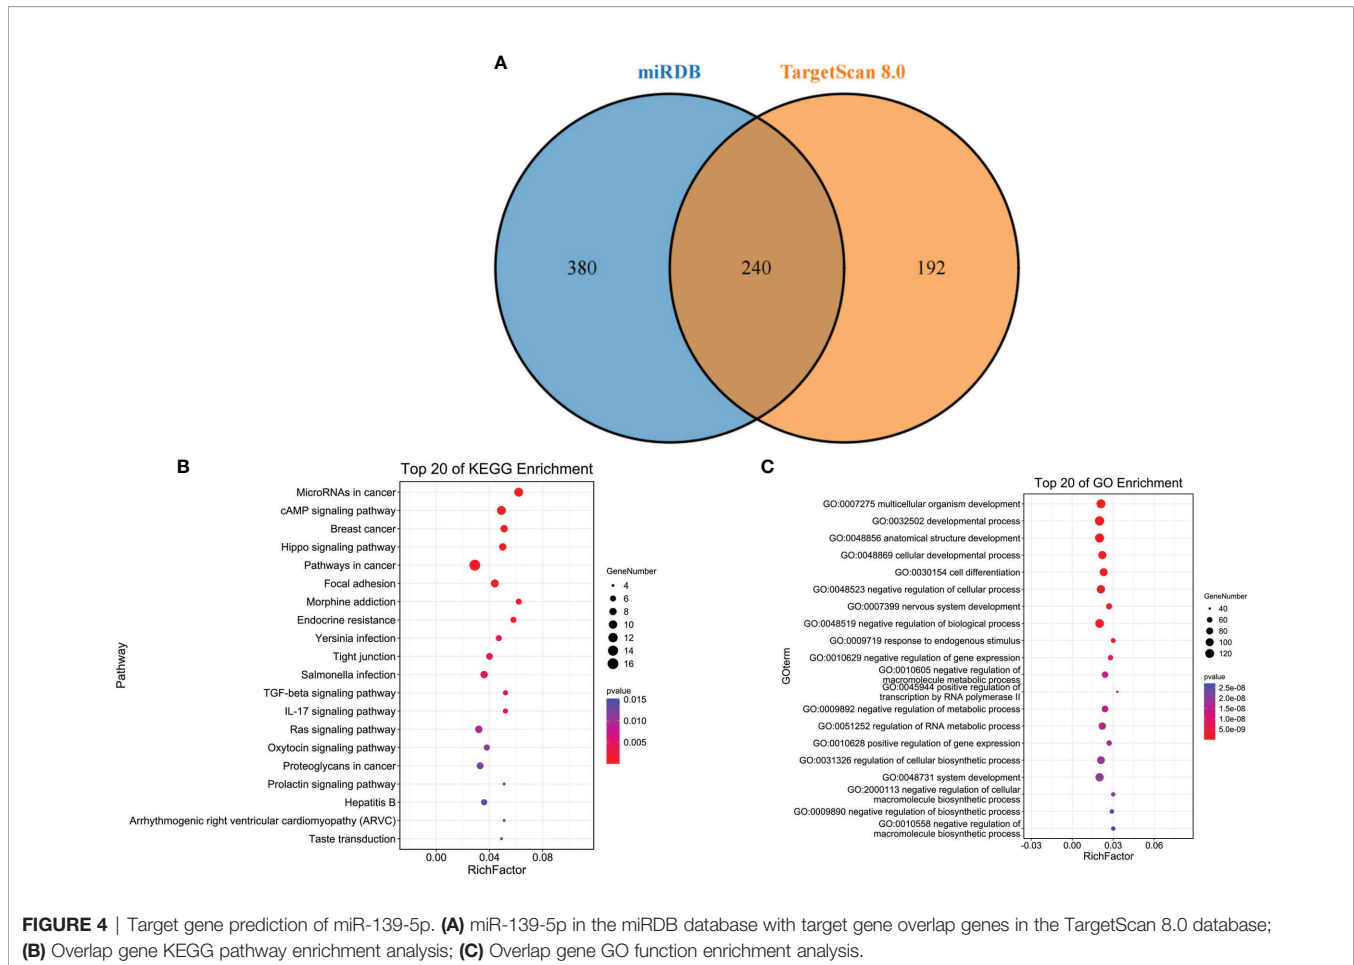 A
miRDB
TargetScan 8.0
380
240
192
B
Top 20 of KEGG Enrichment
MicroRNAs in cancer
cAMP signaling pathway
Breast cancer
Hippo signaling pathway
Pathways in cancer
Focal adhesion
Morphine addiction
Endocrine resistance
Yersinia infection
Tight junction
Salmonella infection
TGF-beta signaling pathway
IL-17 signaling pathway
Ras signaling pathway
Oxytocin signaling pathway
Proteoglycans in cancer
Prolactin signaling pathway
Hepatitis B
Arrhythmogenic right ventricular cardiomyopathy (ARVC)
Taste transduction
Pathway
0.00 0.04 0.08
RichFactor
GeneNumber
4
6
8
10
12
14
16
pvalue
0.015
0.010
0.005
C
Top 20 of GO Enrichment
GO:0007275 multicellular organism development
GO:0032502 developmental process
GO:0048856 anatomical structure development
GO:0048869 cellular developmental process
GO:0030154 cell differentiation
GO:0048523 negative regulation of cellular process
GO:0007399 nervous system development
GO:0048519 negative regulation of biological process
GO:0009719 response to endogenous stimulus
GO:0010629 negative regulation of gene expression
GO:0010605 negative regulation of
macromolecule metabolic process
GO:0045944 positive regulation of
transcription by RNA polymerase II
GO:0009892 negative regulation of metabolic process
GO:0051252 regulation of RNA metabolic process
GO:0010628 positive regulation of gene expression
GO:0031326 regulation of cellular biosynthetic process
GO:0048731 system development
GO:2000113 negative regulation of cellular
macromolecule biosynthetic process
GO:0009890 negative regulation of biosynthetic process
GO:0010558 negative regulation of
macromolecule biosynthetic process
GOterm
-0.03 0.00 0.03 0.06
RichFactor
GeneNumber
40
60
80
100
120
pvalue
2.5e-08
2.0e-08
1.5e-08
1.0e-08
5.0e-09
FIGURE 4 | Target gene prediction of miR-139-5p. (A) miR-139-5p in the miRDB database with target gene overlap genes in the TargetScan 8.0 database;
(B) Overlap gene KEGG pathway enrichment analysis; (C) Overlap gene GO function enrichment analysis.